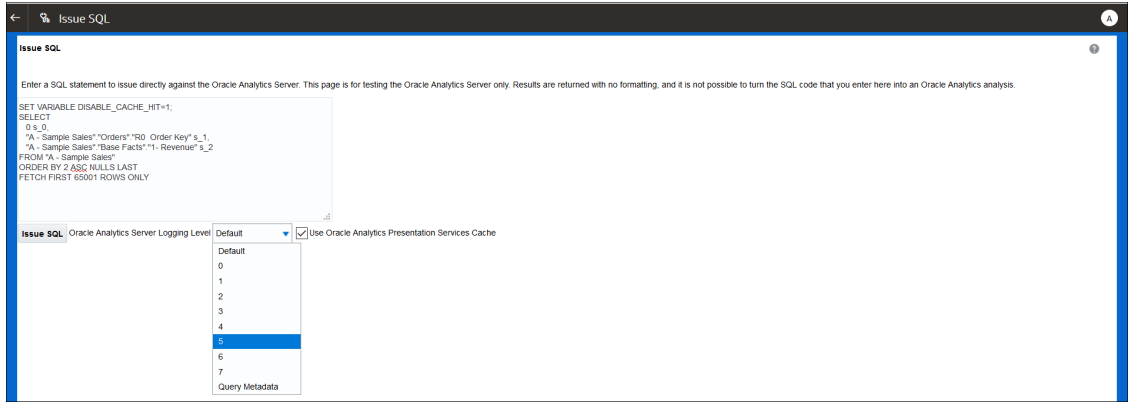 Issue SQL
A
Issue SQL
Enter a SQL statement to issue directly against the Oracle Analytics Server. This page is for testing the Oracle Analytics Server only. Results are returned with no formatting, and it is not possible to turn the SQL code that you enter here into an Oracle Analytics analysis.
SET VARIABLE DISABLE_CACHE_HIT=1;
SELECT
0 s_0,
"A - Sample Sales"."Orders"."R0  Order Key" s_1,
"A - Sample Sales"."Base Facts"."1- Revenue" s_2
FROM "A - Sample Sales"
ORDER BY 2 ASC NULLS LAST
FETCH FIRST 65001 ROWS ONLY
Issue SQL Oracle Analytics Server Logging Level Default Use Oracle Analytics Presentation Services Cache
Default
0
1
2
3
4
5
6
7
Query Metadata